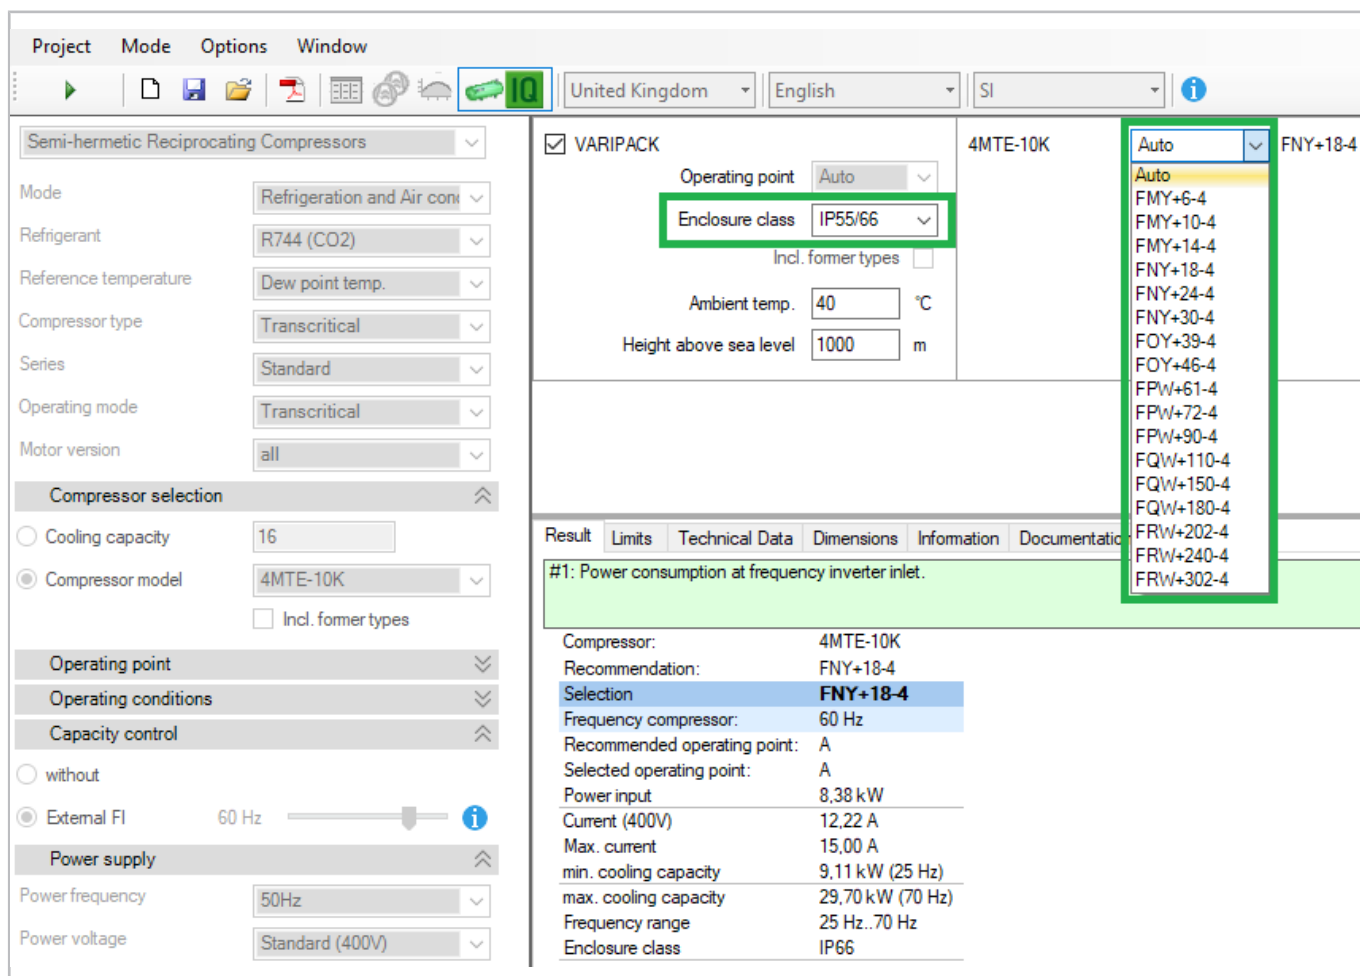 Project Mode Options Window
IQ United Kingdom English SI i
Semi-hermetic Reciprocating Compressors
Mode Refrigeration and Air con
Refrigerant R744 (CO2)
Reference temperature Dew point temp.
Compressor type Transcritical
Series Standard
Operating mode Transcritical
Motor version all
Compressor selection
Cooling capacity 16
Compressor model 4MTE-10K
Incl. former types
Operating point
Operating conditions
Capacity control
without
External FI 60 Hz i
Power supply
Power frequency 50Hz
Power voltage Standard (400V)
VARIPACK
Operating point Auto
Enclosure class IP55/66
Incl. former types
Ambient temp. 40 °C
Height above sea level 1000 m
4MTE-10K Auto FNY+18-4
Auto
FMY+6-4
FMY+10-4
FMY+14-4
FNY+18-4
FNY+24-4
FNY+30-4
FOY+39-4
FOY+46-4
FPW+61-4
FPW+72-4
FPW+90-4
FQW+110-4
FQW+150-4
FQW+180-4
FRW+202-4
FRW+240-4
FRW+302-4
Result Limits Technical Data Dimensions Information Documentatio
#1: Power consumption at frequency inverter inlet.
Compressor: 4MTE-10K
Recommendation: FNY+18-4
Selection FNY+18-4
Frequency compressor: 60 Hz
Recommended operating point: A
Selected operating point: A
Power input 8,38 kW
Current (400V) 12,22 A
Max. current 15,00 A
min. cooling capacity 9,11 kW (25 Hz)
max. cooling capacity 29,70 kW (70 Hz)
Frequency range 25 Hz..70 Hz
Enclosure class IP66